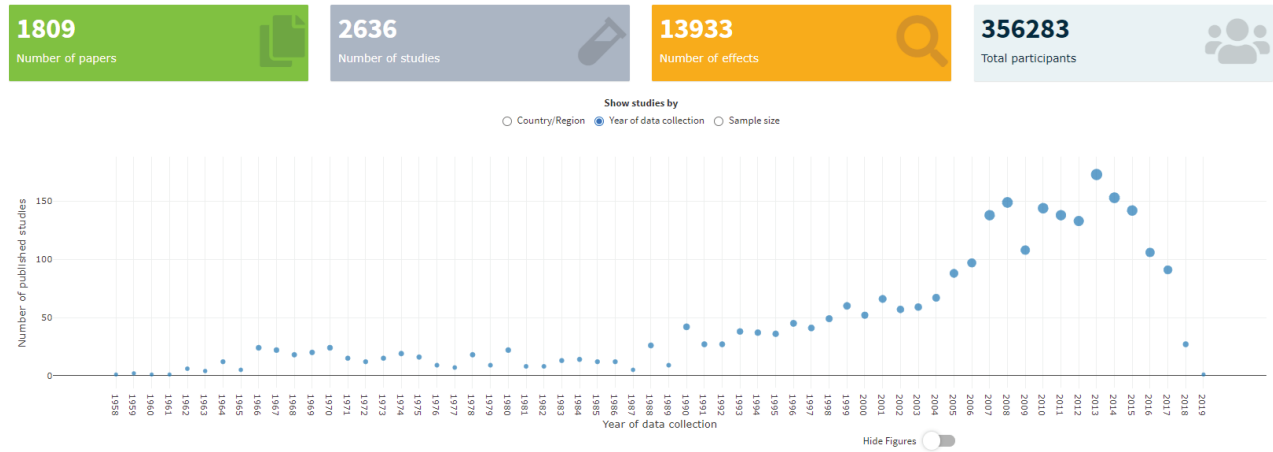 1809
Number of papers
2636
Number of studies
13933
Number of effects
356283
Total participants
Show studies by
Country/Region Year of data collection Sample size
Number of published studies
150
100
50
0
1958 1959 1960 1961 1962 1963 1964 1965 1966 1967 1968 1969 1970 1971 1972 1973 1974 1975 1976 1977 1978 1979 1980 1981 1982 1983 1984 1985 1986 1987 1988 1989 1990 1991 1992 1993 1994 1995 1996 1997 1998 1999 2000 2001 2002 2003 2004 2005 2006 2007 2008 2009 2010 2011 2012 2013 2014 2015 2016 2017 2018 2019
Year of data collection
Hide Figures